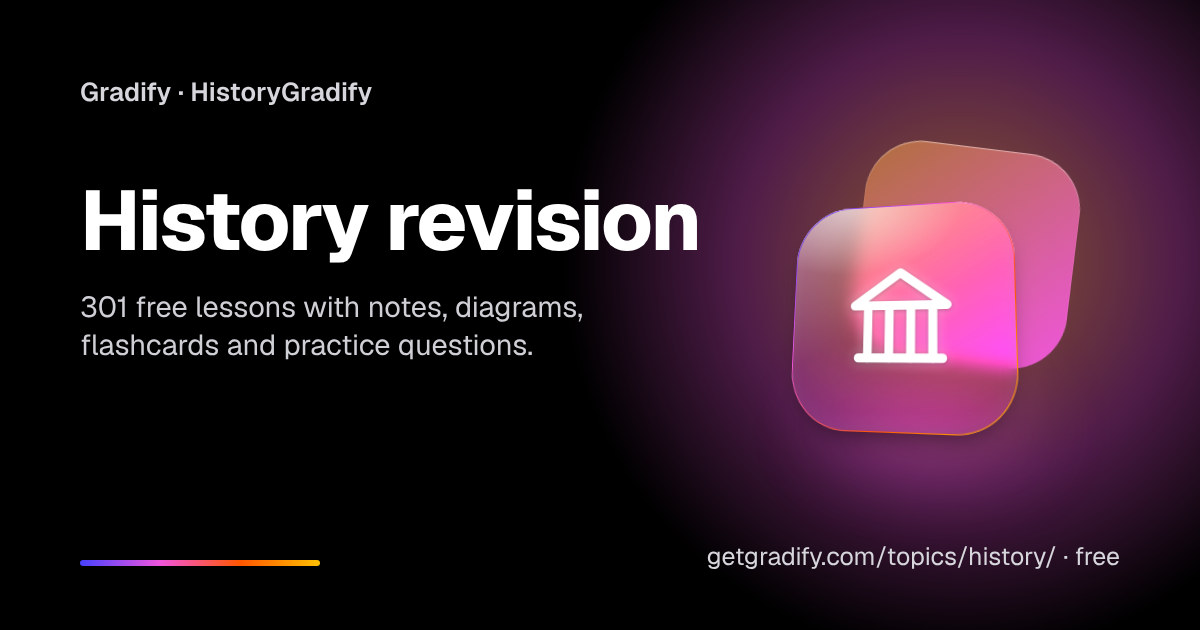 Gradify · HistoryGradify
History revision
301 free lessons with notes, diagrams,
flashcards and practice questions.
getgradify.com/topics/history/ · free